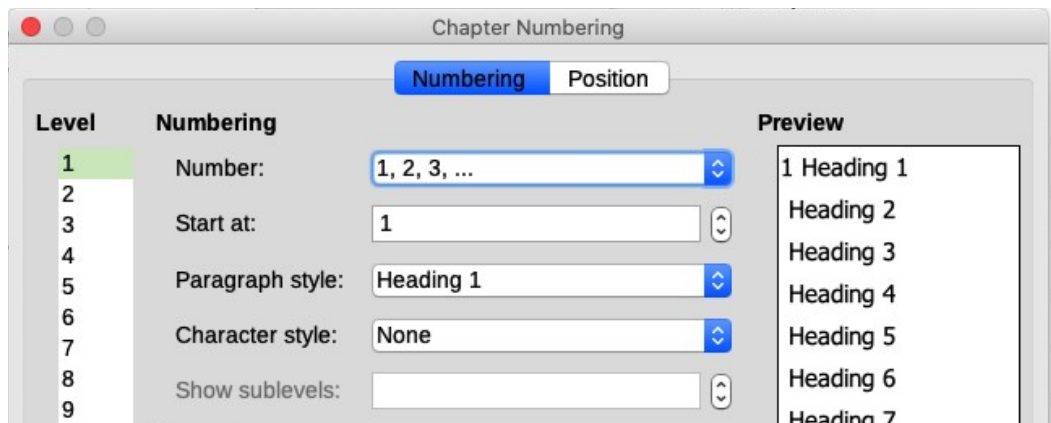 Chapter Numbering
Numbering Position
Level
1
2
3
4
5
6
7
8
9
Numbering
Number: 1, 2, 3, ...
Start at: 1
Paragraph style: Heading 1
Character style: None
Show sublevels:
Preview
1 Heading 1
Heading 2
Heading 3
Heading 4
Heading 5
Heading 6
Heading 7